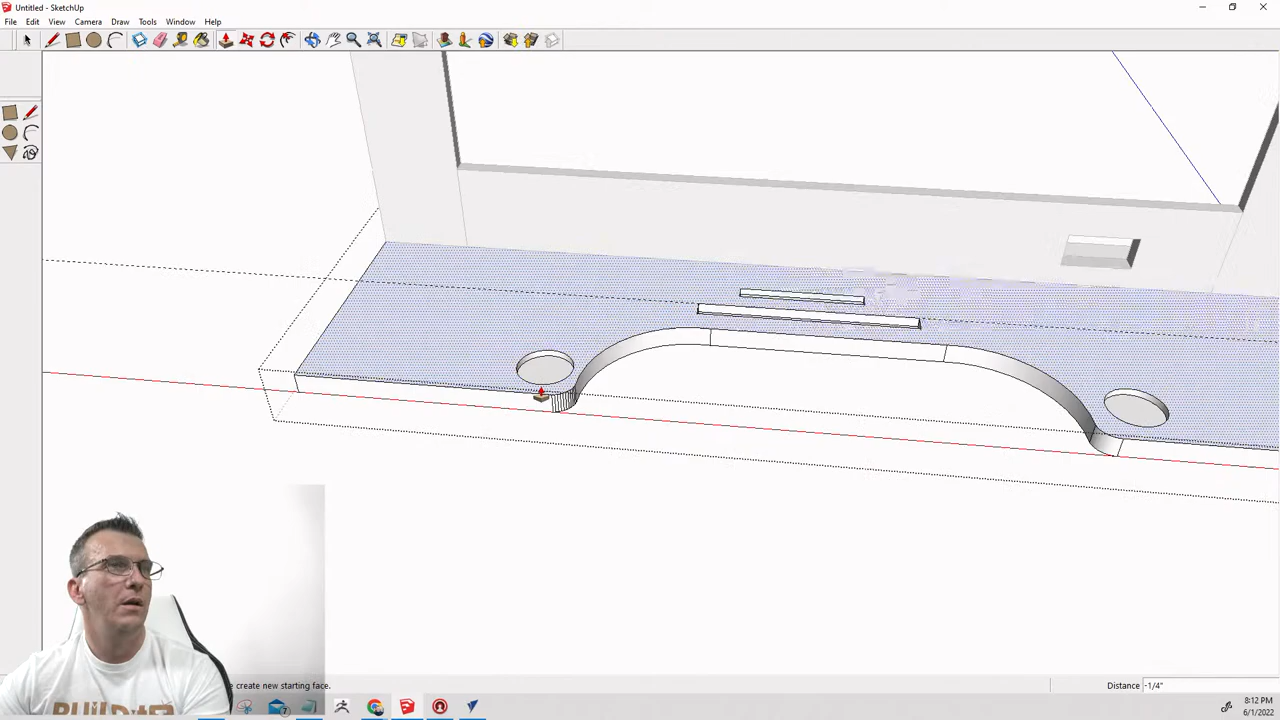 Untitled - SketchUp
File Edit View Camera Draw Tools Window Help
create new starting face.
Distance -1/4"
7
8:12 PM
6/1/2022